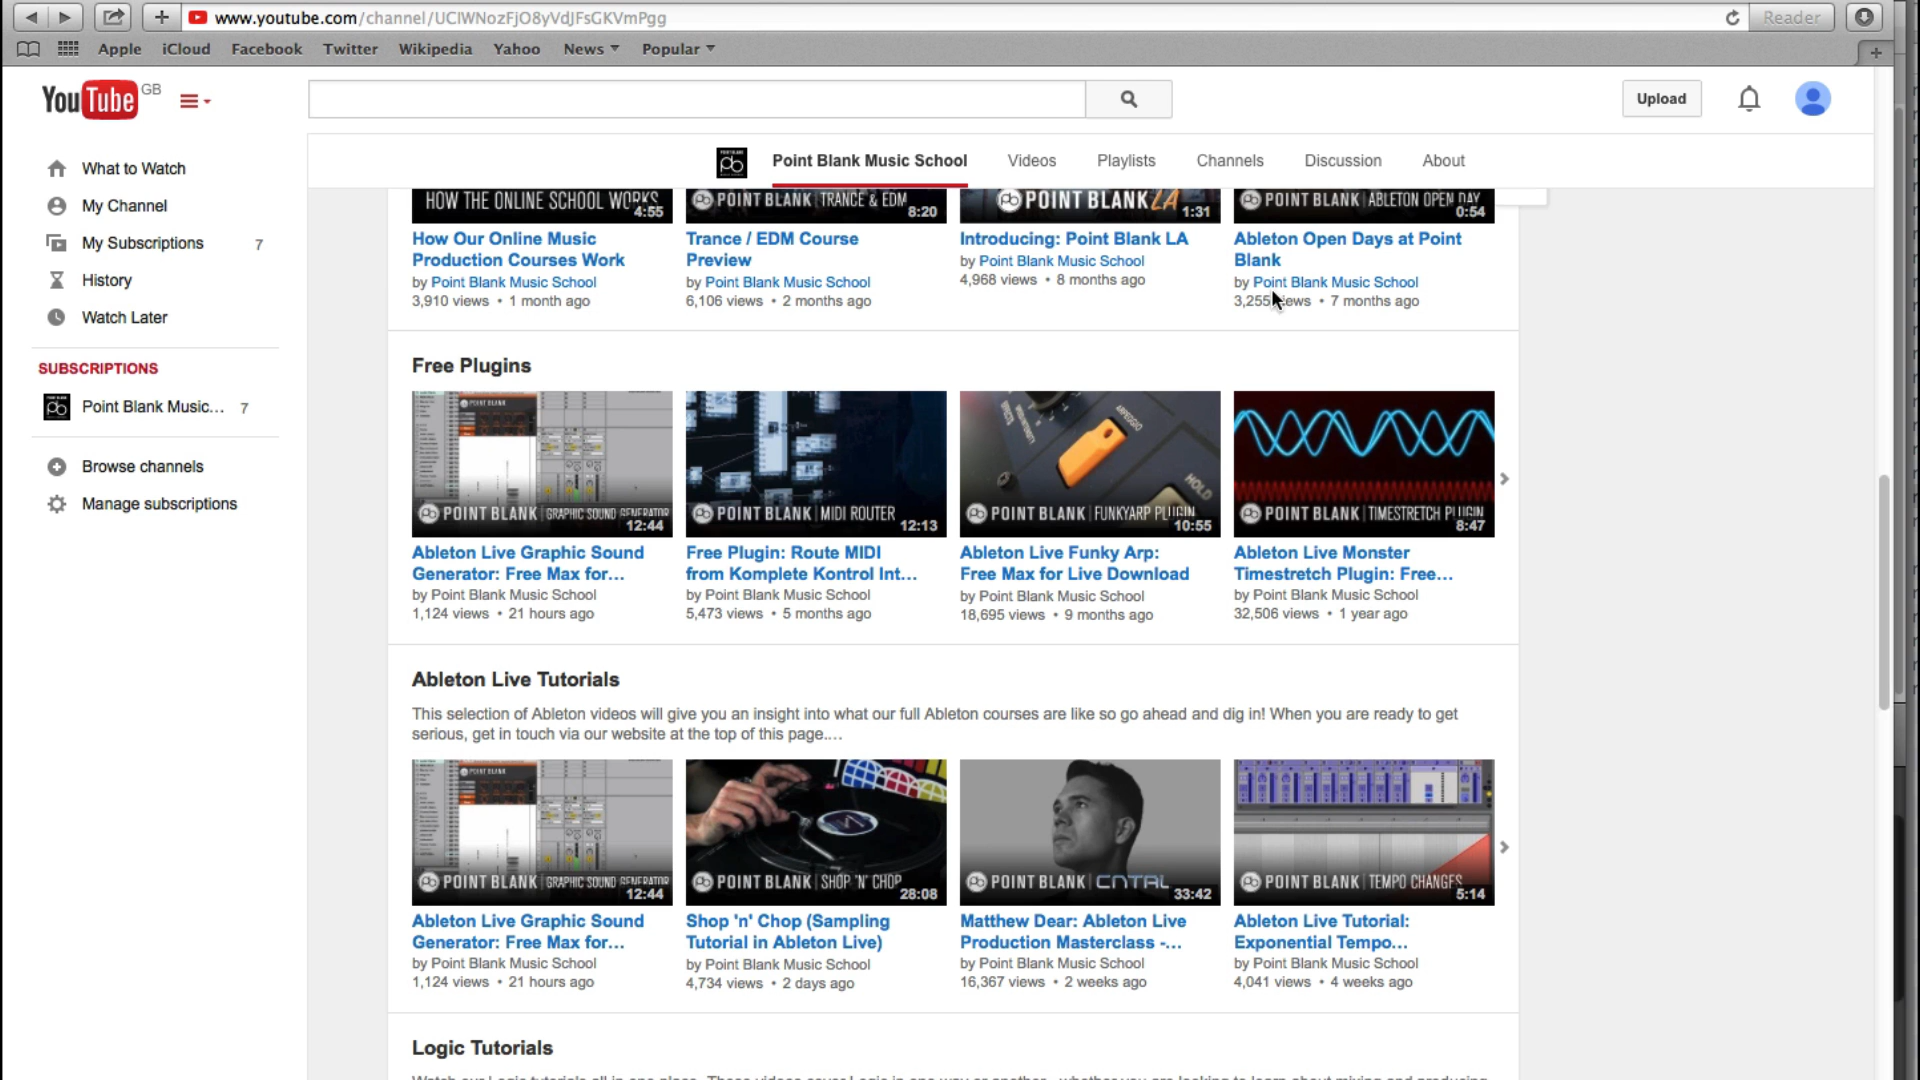 www.youtube.com/channel/UCIWNozFjO8yVdJFsGKVmPgg
Reader
Apple iCloud Facebook Twitter Wikipedia Yahoo News Popular
YouTube GB
Upload
What to Watch
My Channel
My Subscriptions 7
History
Watch Later
SUBSCRIPTIONS
Point Blank Music... 7
Browse channels
Manage subscriptions
Point Blank Music School Videos Playlists Channels Discussion About
HOW THE ONLINE SCHOOL WORKS 4:55
POINT BLANK TRANCE & EDM 8:20
POINT BLANK LA 1:31
POINT BLANK ABLETON OPEN DAY 0:54
How Our Online Music
Production Courses Work
by Point Blank Music School
3,910 views • 1 month ago
Trance / EDM Course
Preview
by Point Blank Music School
6,106 views • 2 months ago
Introducing: Point Blank LA
by Point Blank Music School
4,968 views • 8 months ago
Ableton Open Days at Point
Blank
by Point Blank Music School
3,255 views • 7 months ago
Free Plugins
POINT BLANK GRAPHIC SOUND GENERATOR
12:44
POINT BLANK MIDI ROUTER
12:13
ARPEGGIO
HOLD
POINT BLANK FUNKYARP PLUGIN
10:55
POINT BLANK TIMESTRETCH PLUGIN
8:47
Ableton Live Graphic Sound
Generator: Free Max for...
by Point Blank Music School
1,124 views • 21 hours ago
Free Plugin: Route MIDI
from Komplete Kontrol Int...
by Point Blank Music School
5,473 views • 5 months ago
Ableton Live Funky Arp:
Free Max for Live Download
by Point Blank Music School
18,695 views • 9 months ago
Ableton Live Monster
Timestretch Plugin: Free...
by Point Blank Music School
32,506 views • 1 year ago
Ableton Live Tutorials
This selection of Ableton videos will give you an insight into what our full Ableton courses are like so go ahead and dig in! When you are ready to get
serious, get in touch via our website at the top of this page....
POINT BLANK GRAPHIC SOUND GENERATOR
12:44
POINT BLANK SHOP 'N' CHOP
28:08
POINT BLANK CNTRL
33:42
POINT BLANK TEMPO CHANGES
5:14
Ableton Live Graphic Sound
Generator: Free Max for...
by Point Blank Music School
1,124 views • 21 hours ago
Shop 'n' Chop (Sampling
Tutorial in Ableton Live)
by Point Blank Music School
4,734 views • 2 days ago
Matthew Dear: Ableton Live
Production Masterclass -...
by Point Blank Music School
16,367 views • 2 weeks ago
Ableton Live Tutorial:
Exponential Tempo...
by Point Blank Music School
4,041 views • 4 weeks ago
Logic Tutorials